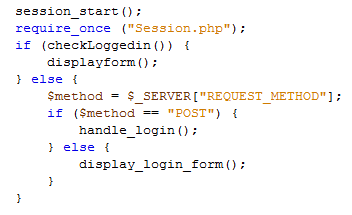 session_start();
require_once ("Session.php");
if (checkLoggedin()) {
    displayform();
} else {
    $method = $_SERVER["REQUEST_METHOD"];
    if ($method == "POST") {
        handle_login();
    } else {
        display_login_form();
    }
}